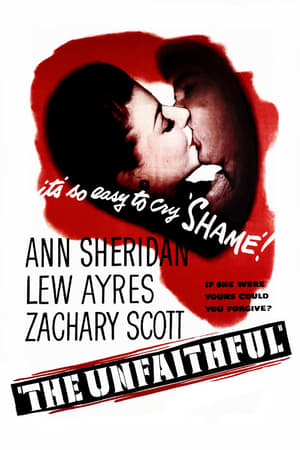 it's so easy to cry 'SHAME'!
ANN SHERIDAN
LEW AYRES
ZACHARY SCOTT
IF SHE WERE
YOURS COULD
YOU FORGIVE?
'THE UNFAITHFUL'